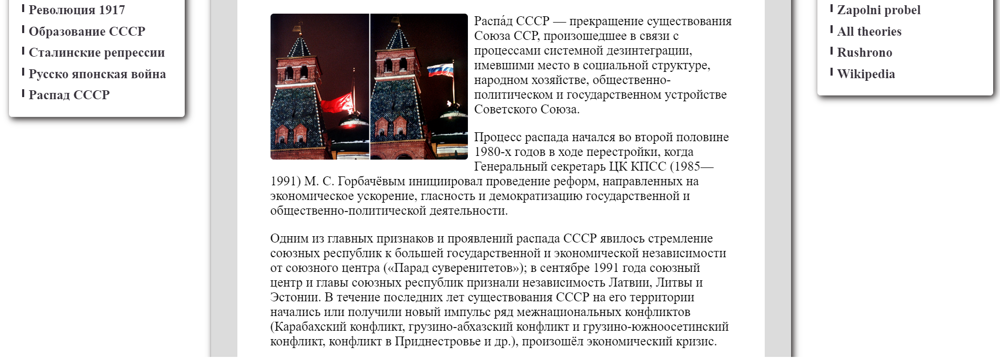 Революция 1917
Образование СССР
Сталинские репрессии
Русско японская война
Распад СССР
Распа́д СССР — прекращение существования
Союза ССР, произошедшее в связи с
процессами системной дезинтеграции,
имевшими место в социальной структуре,
народном хозяйстве, общественно-
политическом и государственном устройстве
Советского Союза.
Процесс распада начался во второй половине
1980-х годов в ходе перестройки, когда
Генеральный секретарь ЦК КПСС (1985—
1991) М. С. Горбачёвым инициировал проведение реформ, направленных на
экономическое ускорение, гласность и демократизацию государственной и
общественно-политической деятельности.
Одним из главных признаков и проявлений распада СССР явилось стремление
союзных республик к большей государственной и экономической независимости
от союзного центра («Парад суверенитетов»); в сентябре 1991 года союзный
центр и главы союзных республик признали независимость Латвии, Литвы и
Эстонии. В течение последних лет существования СССР на его территории
начались или получили новый импульс ряд межнациональных конфликтов
(Карабахский конфликт, грузино-абхазский конфликт и грузино-югоосетинский
конфликт, конфликт в Приднестровье и др.), произошёл экономический кризис.
Zapolni probel
All theories
Rushrono
Wikipedia